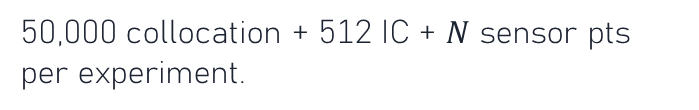 50,000 collocation + 512 IC + N sensor pts
per experiment.